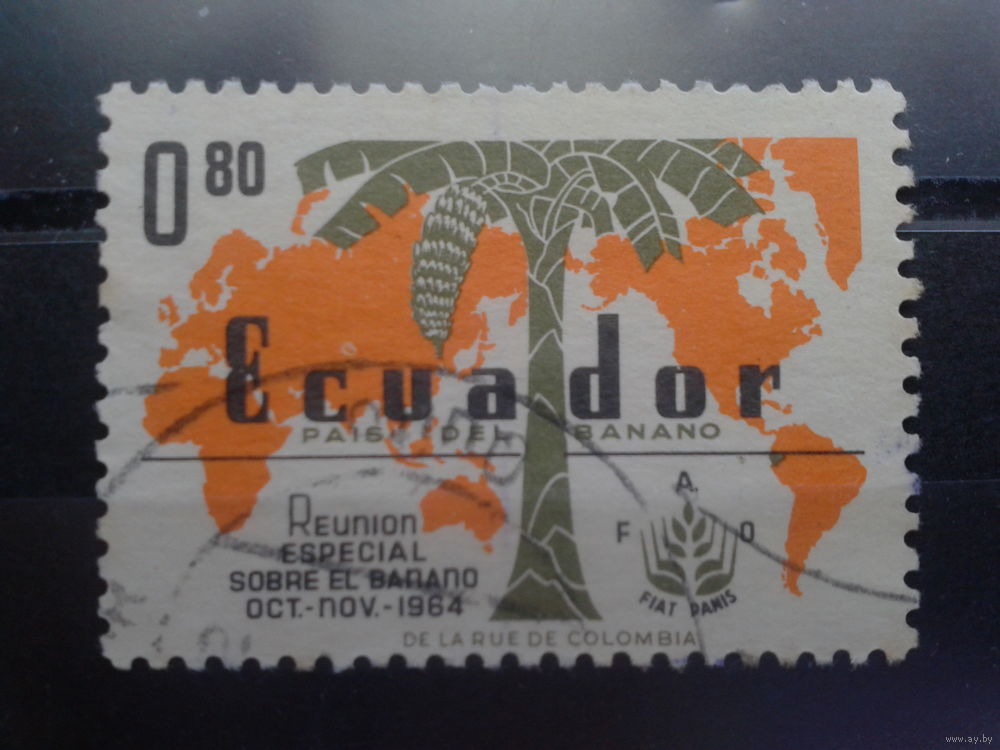 0.80
Ecuador
PAIS DEL BANANO
REUNION
ESPECIAL
SOBRE EL BANANO
OCT.-NOV.-1964
F A. O
FIAT PANIS
DE LA RUE DE COLOMBIA
www.ay.by